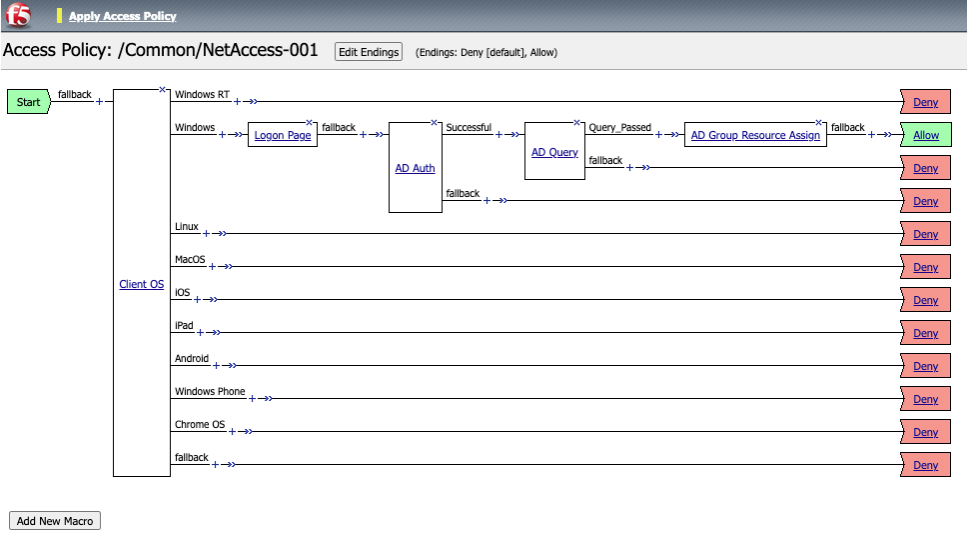 f5 Apply Access Policy
Access Policy: /Common/NetAccess-001 Edit Endings (Endings: Deny [default], Allow)
Start fallback + Client OS
Windows RT + Deny
Windows + Logon Page fallback + AD Auth Successful + AD Query Query_Passed + AD Group Resource Assign fallback + Allow
fallback + Deny
fallback + Deny
Linux + Deny
MacOS + Deny
iOS + Deny
iPad + Deny
Android + Deny
Windows Phone + Deny
Chrome OS + Deny
fallback + Deny
Add New Macro